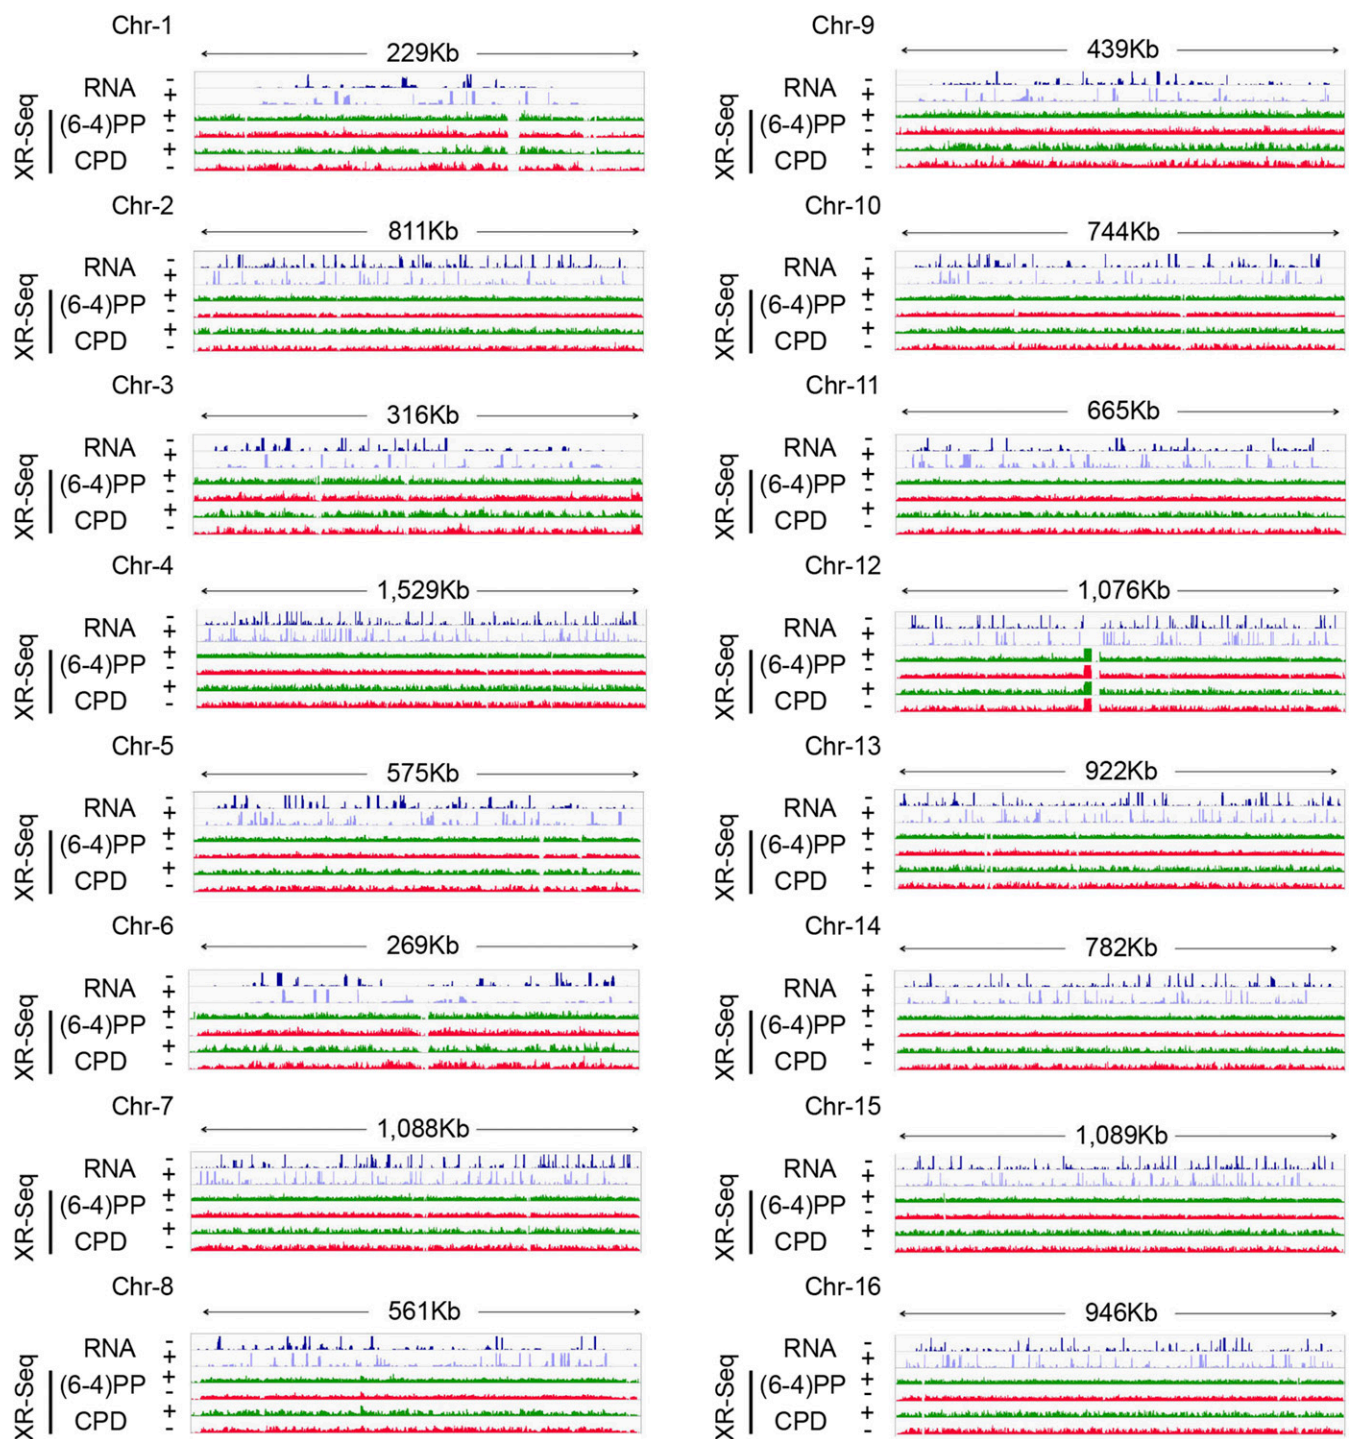 Chr-1
229Kb
RNA -
+
XR-Seq
(6-4)PP +
-
CPD +
-
Chr-2
811Kb
RNA -
+
XR-Seq
(6-4)PP +
-
CPD +
-
Chr-3
316Kb
RNA -
+
XR-Seq
(6-4)PP +
-
CPD +
-
Chr-4
1,529Kb
RNA -
+
XR-Seq
(6-4)PP +
-
CPD +
-
Chr-5
575Kb
RNA -
+
XR-Seq
(6-4)PP +
-
CPD +
-
Chr-6
269Kb
RNA -
+
XR-Seq
(6-4)PP +
-
CPD +
-
Chr-7
1,088Kb
RNA -
+
XR-Seq
(6-4)PP +
-
CPD +
-
Chr-8
561Kb
RNA -
+
XR-Seq
(6-4)PP +
-
CPD +
-
Chr-9
439Kb
RNA -
+
XR-Seq
(6-4)PP +
-
CPD +
-
Chr-10
744Kb
RNA -
+
XR-Seq
(6-4)PP +
-
CPD +
-
Chr-11
665Kb
RNA -
+
XR-Seq
(6-4)PP +
-
CPD +
-
Chr-12
1,076Kb
RNA -
+
XR-Seq
(6-4)PP +
-
CPD +
-
Chr-13
922Kb
RNA -
+
XR-Seq
(6-4)PP +
-
CPD +
-
Chr-14
782Kb
RNA -
+
XR-Seq
(6-4)PP +
-
CPD +
-
Chr-15
1,089Kb
RNA -
+
XR-Seq
(6-4)PP +
-
CPD +
-
Chr-16
946Kb
RNA -
+
XR-Seq
(6-4)PP +
-
CPD +
-